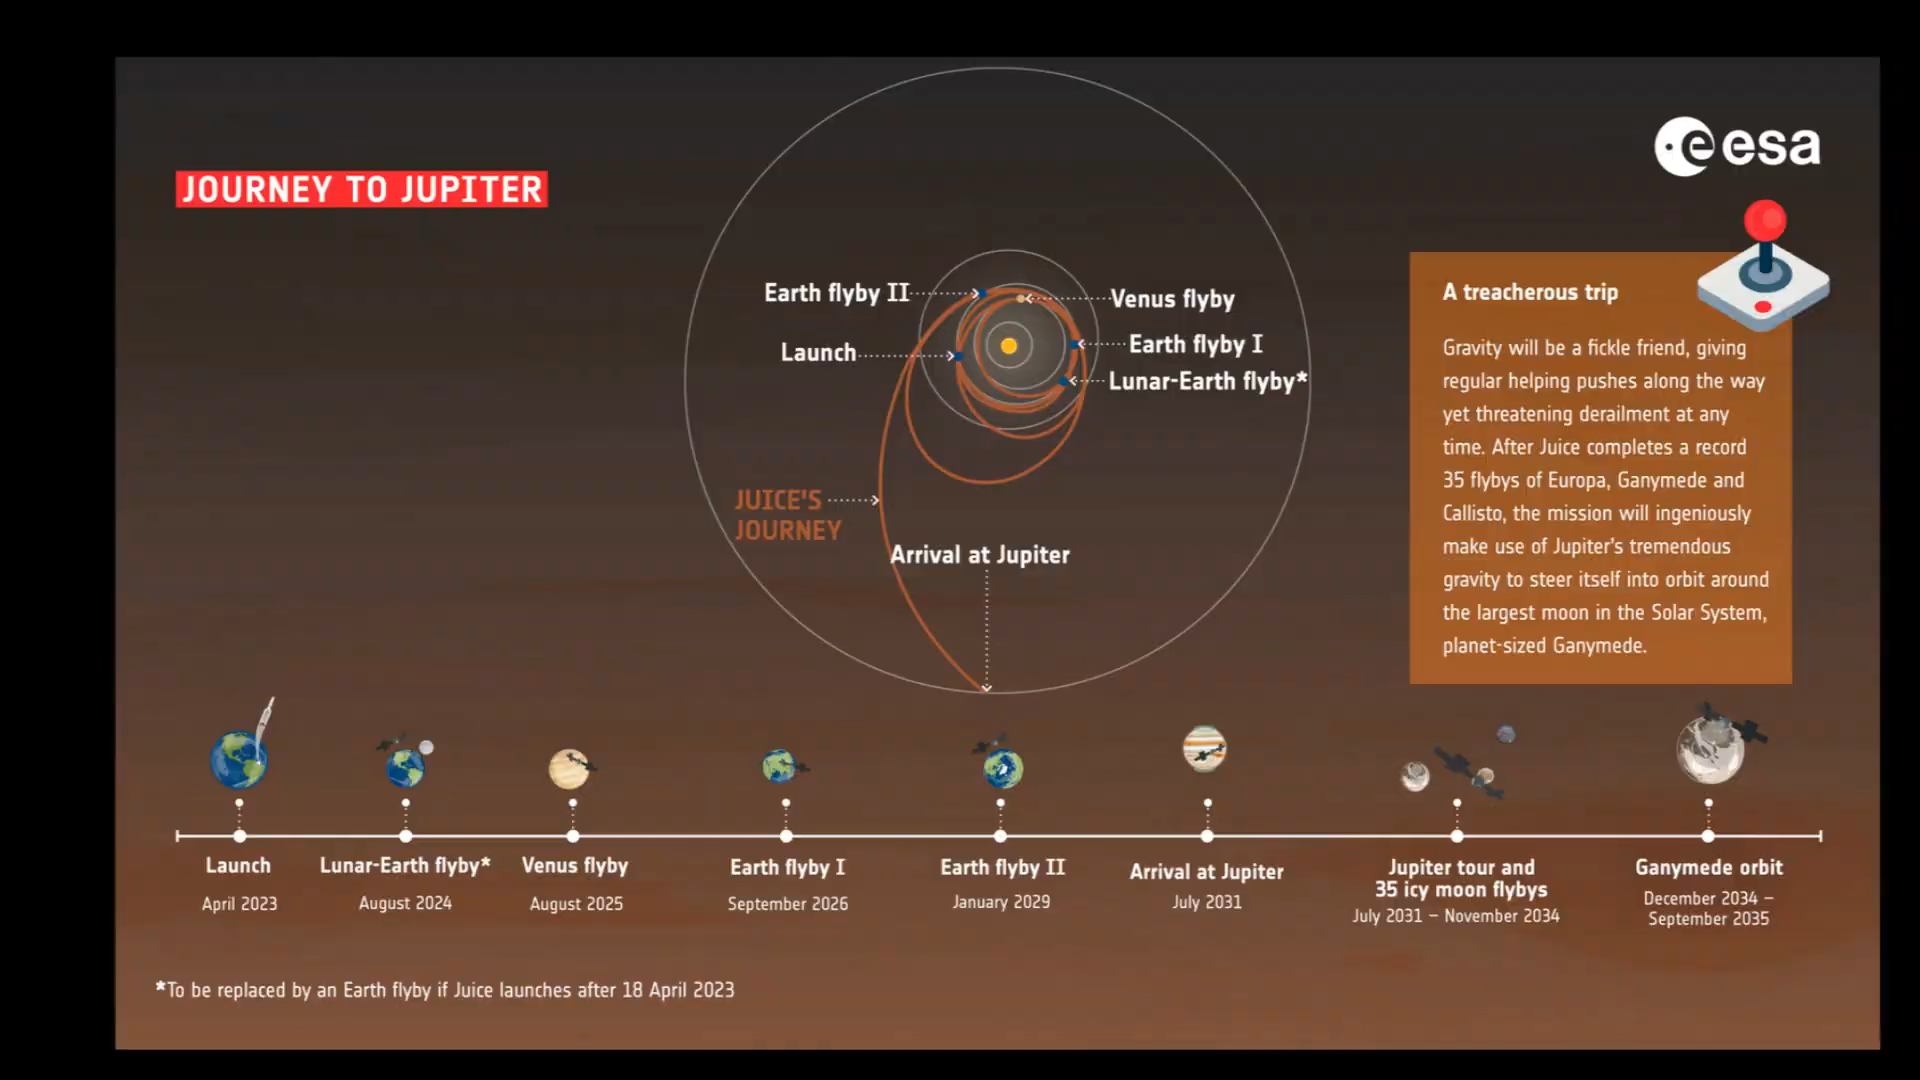 esa
JOURNEY TO JUPITER
Earth flyby II
Venus flyby
Launch
Earth flyby I
Lunar-Earth flyby*
JUICE'S
JOURNEY
Arrival at Jupiter
A treacherous trip
Gravity will be a fickle friend, giving
regular helping pushes along the way
yet threatening derailment at any
time. After Juice completes a record
35 flybys of Europa, Ganymede and
Callisto, the mission will ingeniously
make use of Jupiter's tremendous
gravity to steer itself into orbit around
the largest moon in the Solar System,
planet-sized Ganymede.
Launch
April 2023
Lunar-Earth flyby*
August 2024
Venus flyby
August 2025
Earth flyby I
September 2026
Earth flyby II
January 2029
Arrival at Jupiter
July 2031
Jupiter tour and
35 icy moon flybys
July 2031 – November 2034
Ganymede orbit
December 2034 –
September 2035
*To be replaced by an Earth flyby if Juice launches after 18 April 2023